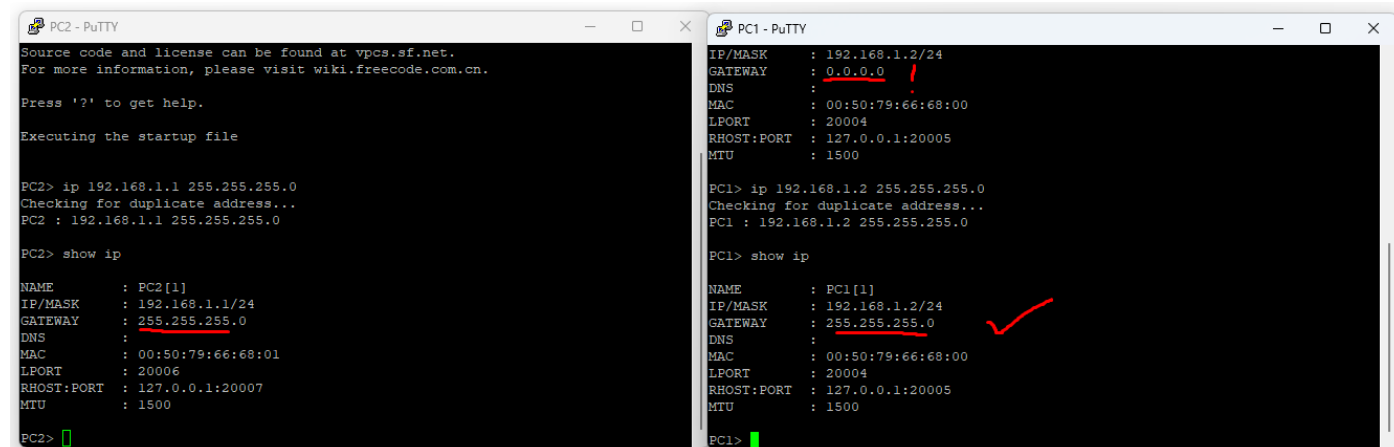 PC2 - PuTTY
Source code and license can be found at vpcs.sf.net.
For more information, please visit wiki.freecode.com.cn.
Press '?' to get help.
Executing the startup file
PC2> ip 192.168.1.1 255.255.255.0
Checking for duplicate address...
PC2 : 192.168.1.1 255.255.255.0
PC2> show ip
NAME        : PC2[1]
IP/MASK     : 192.168.1.1/24
GATEWAY     : 255.255.255.0
DNS         :
MAC         : 00:50:79:66:68:01
LPORT       : 20006
RHOST:PORT  : 127.0.0.1:20007
MTU         : 1500
PC2>
PC1 - PuTTY
IP/MASK     : 192.168.1.2/24
GATEWAY     : 0.0.0.0 !
DNS         :
MAC         : 00:50:79:66:68:00
LPORT       : 20004
RHOST:PORT  : 127.0.0.1:20005
MTU         : 1500
PC1> ip 192.168.1.2 255.255.255.0
Checking for duplicate address...
PC1 : 192.168.1.2 255.255.255.0
PC1> show ip
NAME        : PC1[1]
IP/MASK     : 192.168.1.2/24
GATEWAY     : 255.255.255.0
DNS         :
MAC         : 00:50:79:66:68:00
LPORT       : 20004
RHOST:PORT  : 127.0.0.1:20005
MTU         : 1500
PC1>